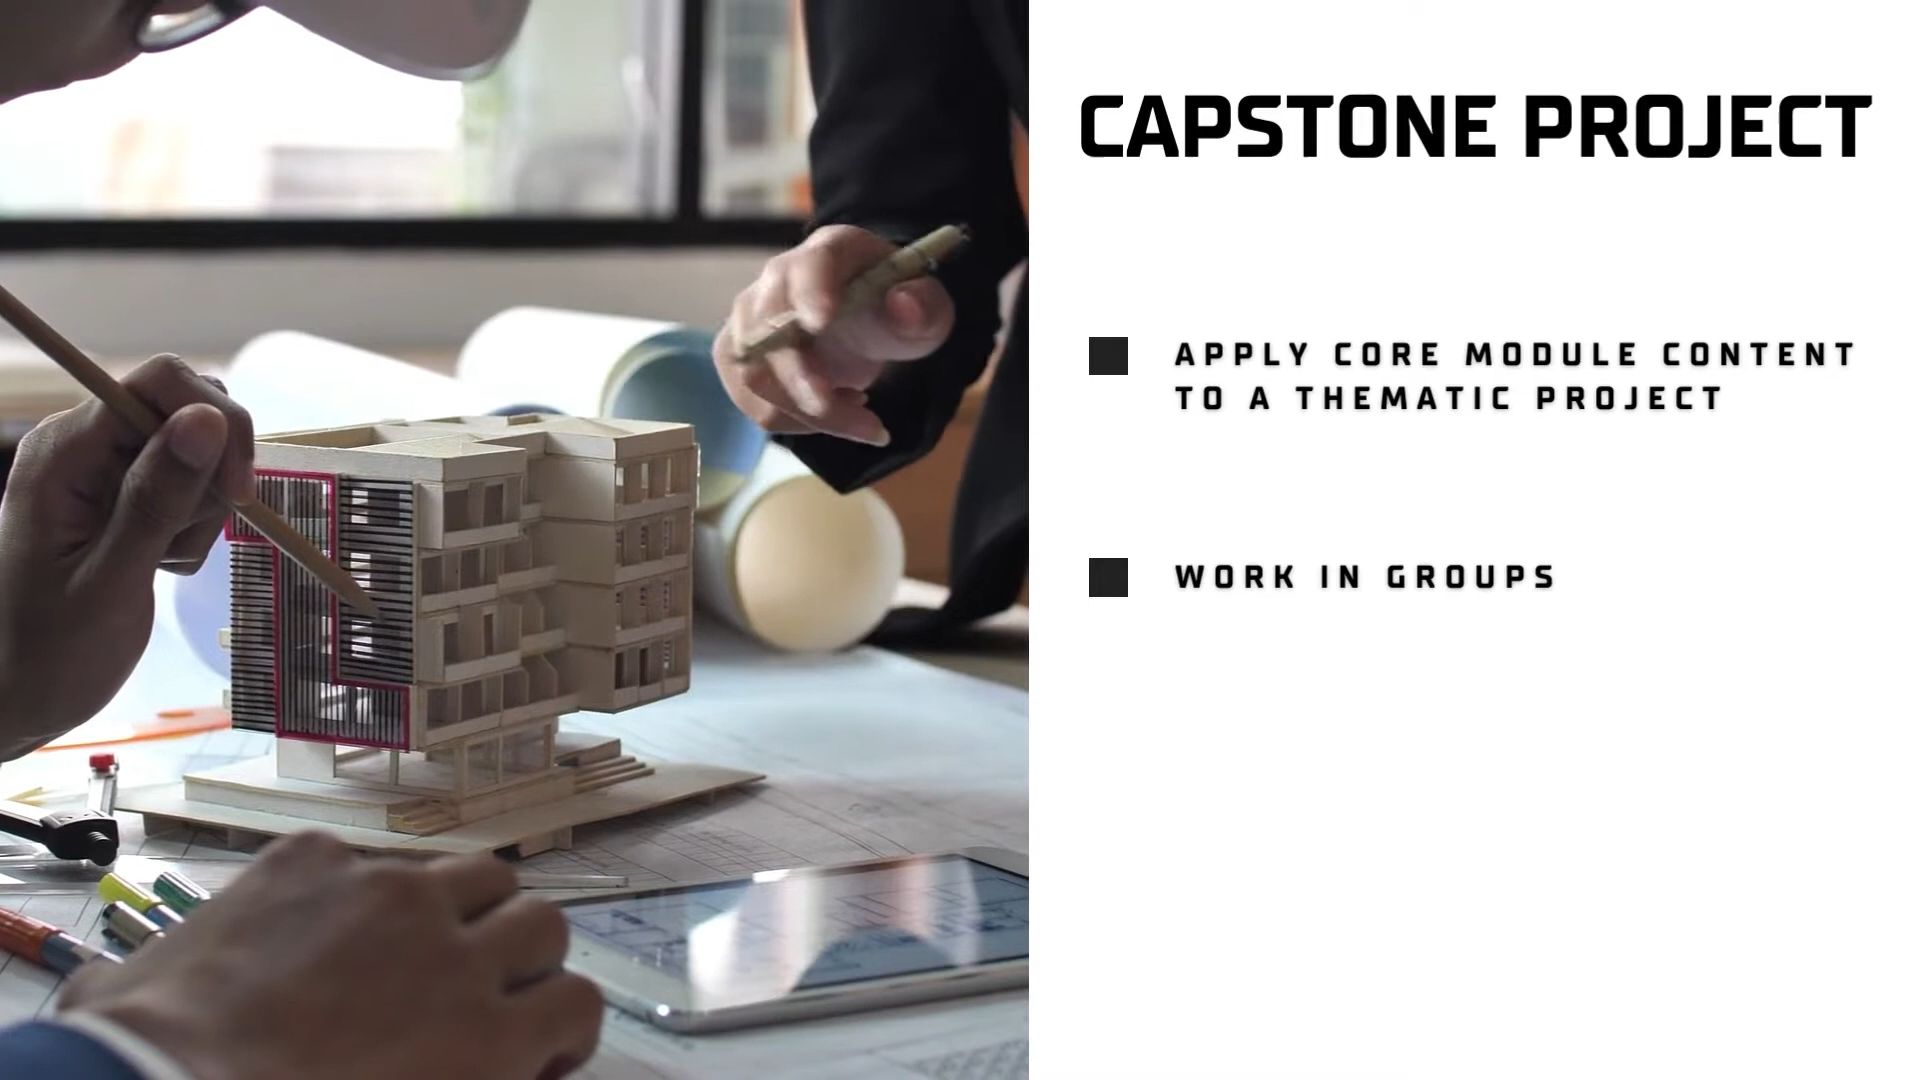 CAPSTONE PROJECT
APPLY CORE MODULE CONTENT
TO A THEMATIC PROJECT
WORK IN GROUPS